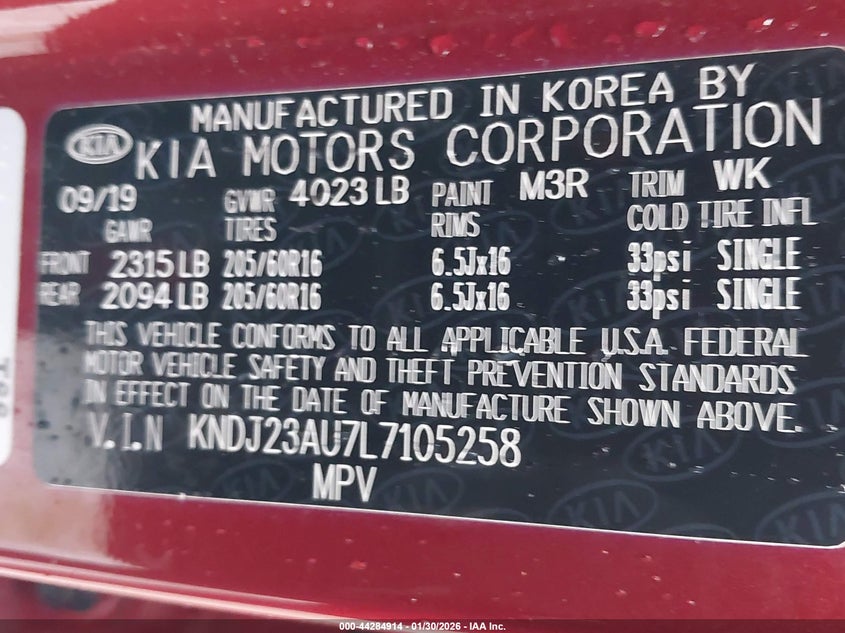 MANUFACTURED IN KOREA BY
KIA KIA MOTORS CORPORATION
09/19 GVWR 4023 LB PAINT M3R TRIM WK
GAWR TIRES RIMS COLD TIRE INFL
FRONT 2315 LB 205/60R16 6.5Jx16 33psi SINGLE
REAR 2094 LB 205/60R16 6.5Jx16 33psi SINGLE
THIS VEHICLE CONFORMS TO ALL APPLICABLE U.S.A. FEDERAL
MOTOR VEHICLE SAFETY AND THEFT PREVENTION STANDARDS
IN EFFECT ON THE DATE OF MANUFACTURE SHOWN ABOVE.
V.I.N KNDJ23AU7L7105258
MPV
000-44284914 - 01/30/2026 - IAA Inc.